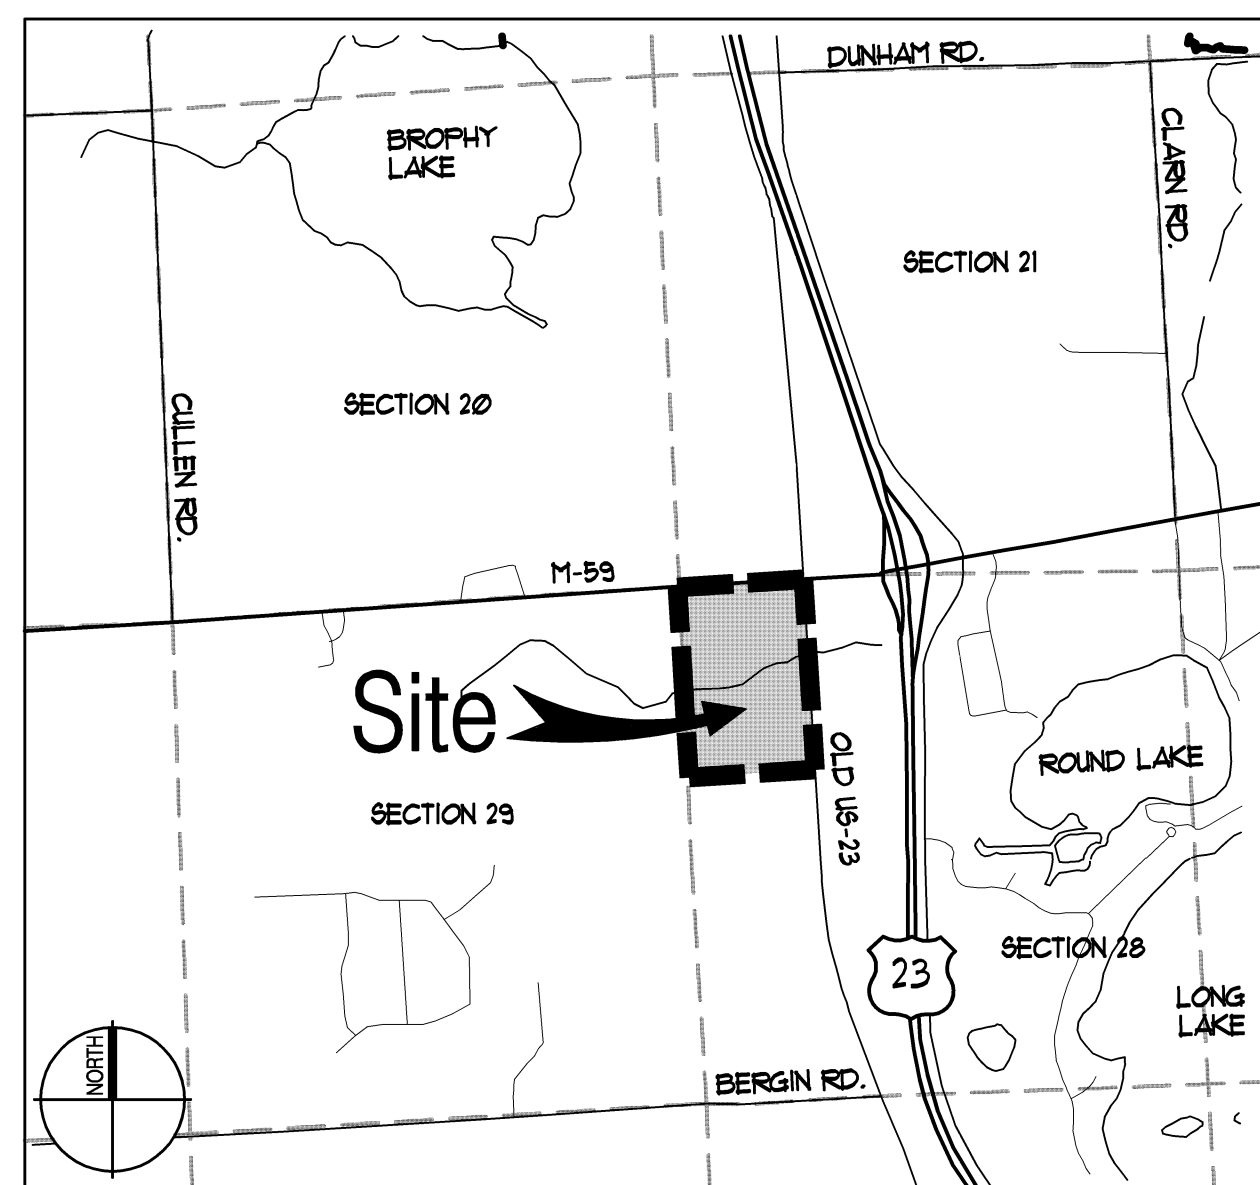 DUNHAM RD.
BROPHY
LAKE
CLARN RD.
SECTION 21
SECTION 20
CULLEN RD.
M-59
Site
OLD US-23
ROUND LAKE
SECTION 29
SECTION 28
23
LONG
LAKE
NORTH
BERGIN RD.